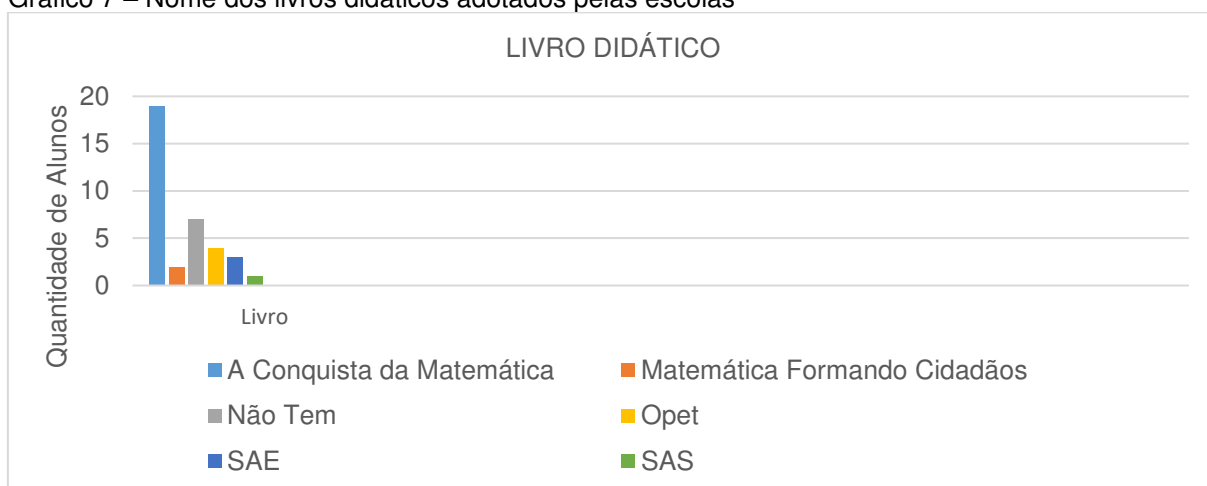 Gráfico 7 – Nome dos livros didáticos adotados pelas escolas
LIVRO DIDÁTICO
Quantidade de Alunos
20
15
10
5
0
Livro
A Conquista da Matemática
Matemática Formando Cidadãos
Não Tem
Opet
SAE
SAS